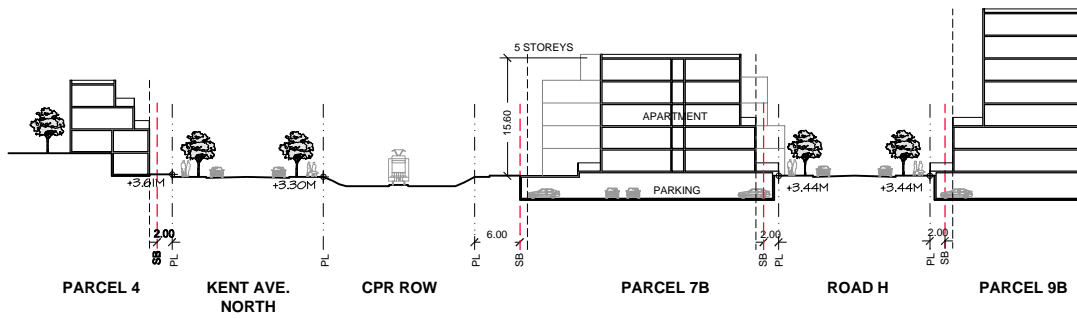 5 STOREYS
15.60
APARTMENT
PARKING
+3.61M
+3.30M
+3.44M
+3.44M
2.00
6.00
2.00
2.00
SB
PL
PL
PL
SB
SB
PL
PL
SB
PARCEL 4
KENT AVE.
NORTH
CPR ROW
PARCEL 7B
ROAD H
PARCEL 9B